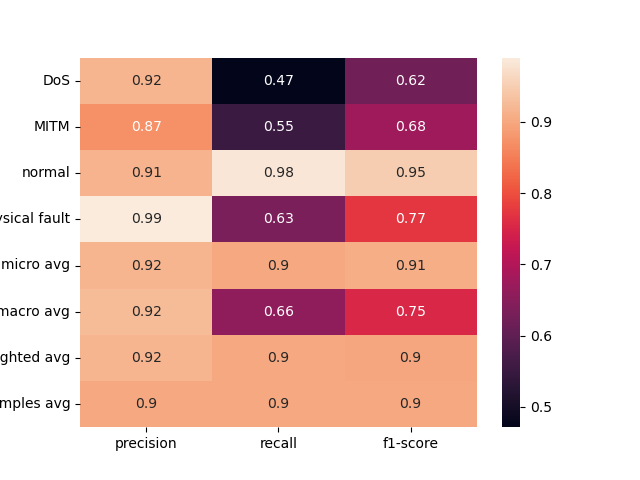 DoS 0.92 0.47 0.62
MITM 0.87 0.55 0.68
normal 0.91 0.98 0.95
ysical fault 0.99 0.63 0.77
micro avg 0.92 0.9 0.91
macro avg 0.92 0.66 0.75
ghted avg 0.92 0.9 0.9
mples avg 0.9 0.9 0.9
precision recall f1-score
0.9
0.8
0.7
0.6
0.5